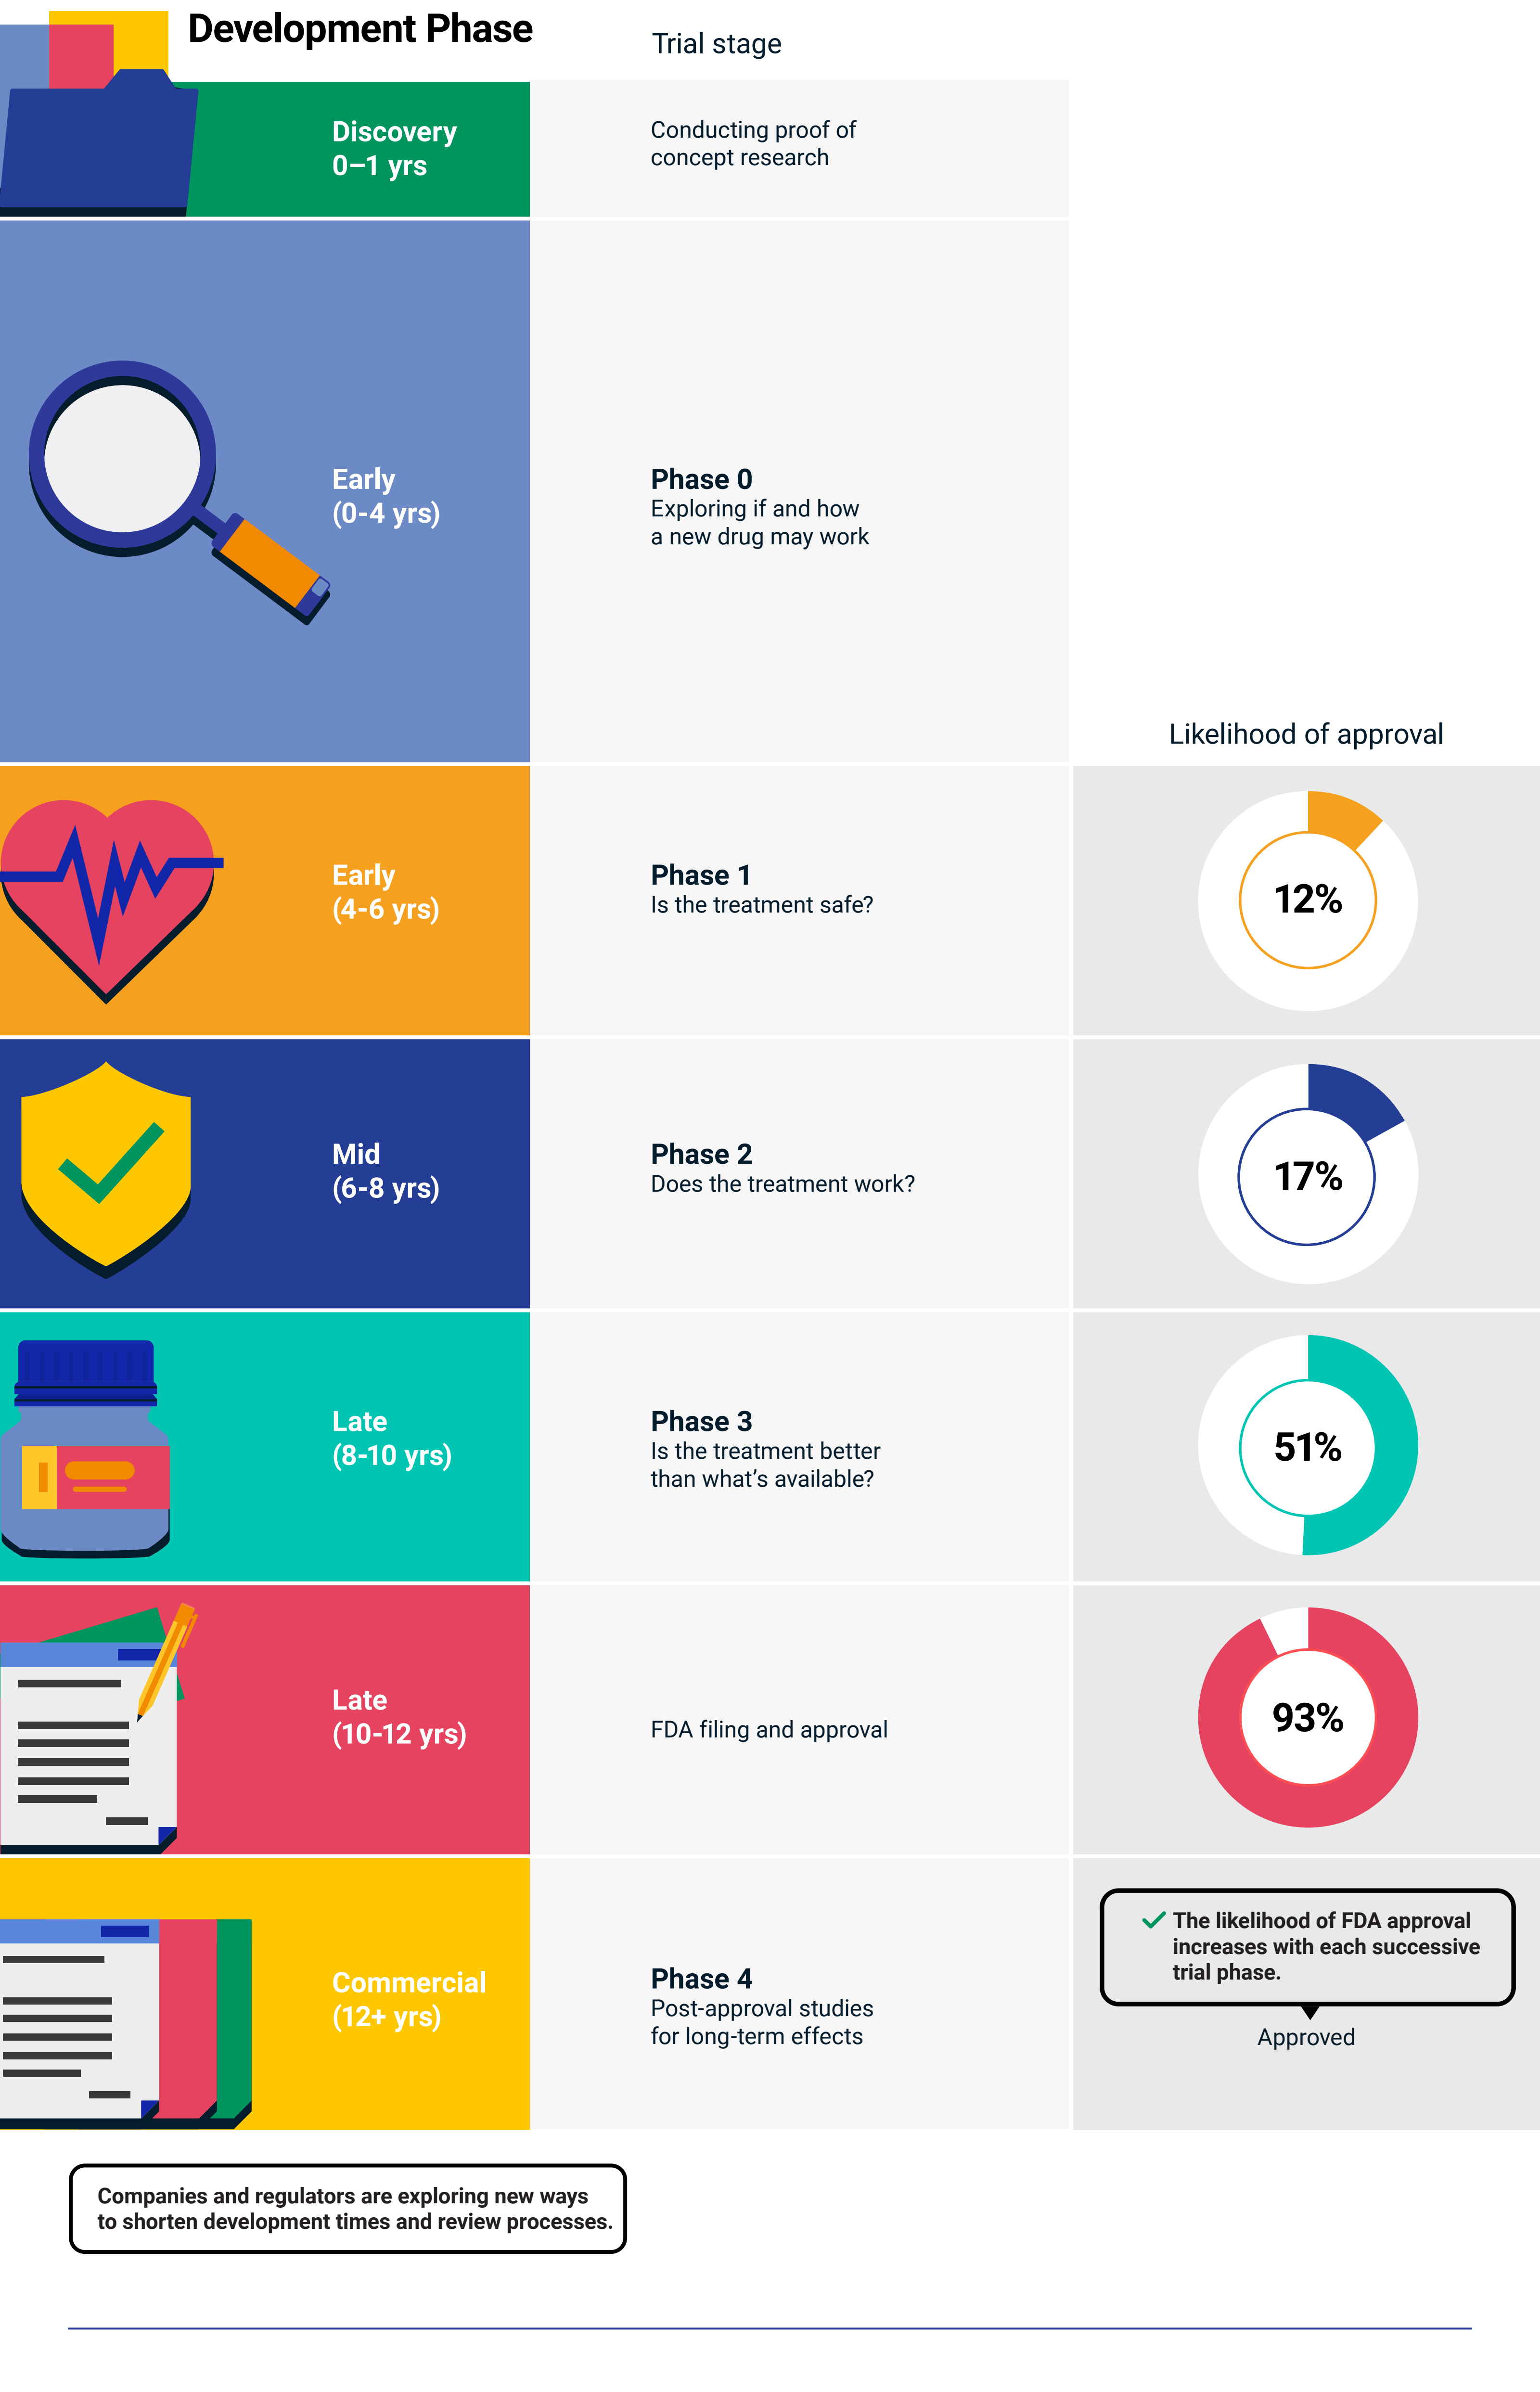 Development Phase
Trial stage
Discovery
0–1 yrs
Conducting proof of
concept research
Early
(0-4 yrs)
Phase 0
Exploring if and how
a new drug may work
Likelihood of approval
Early
(4-6 yrs)
Phase 1
Is the treatment safe?
12%
Mid
(6-8 yrs)
Phase 2
Does the treatment work?
17%
Late
(8-10 yrs)
Phase 3
Is the treatment better
than what’s available?
51%
Late
(10-12 yrs)
FDA filing and approval
93%
Commercial
(12+ yrs)
Phase 4
Post-approval studies
for long-term effects
The likelihood of FDA approval
increases with each successive
trial phase.
Approved
Companies and regulators are exploring new ways
to shorten development times and review processes.